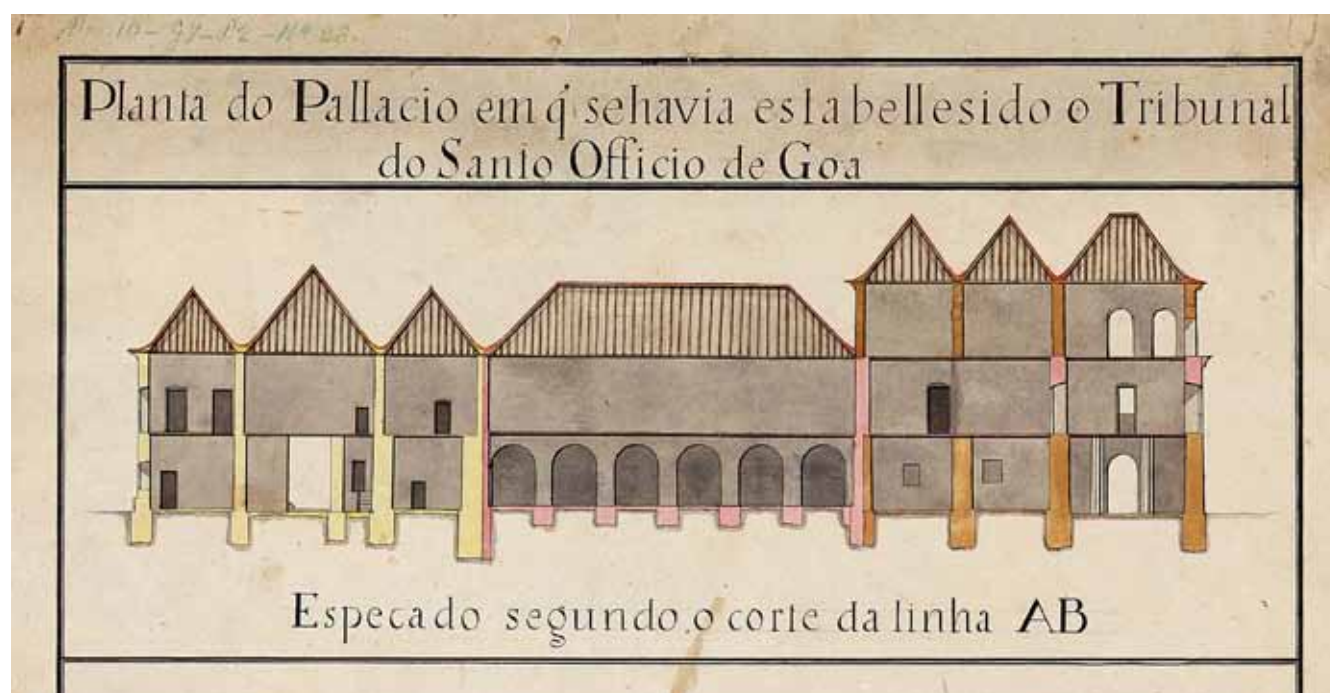 Planta do Pallacio em q̃ sehavia estabellesido o Tribunal
do Santo Officio de Goa
Especado segundo o corte da linha AB